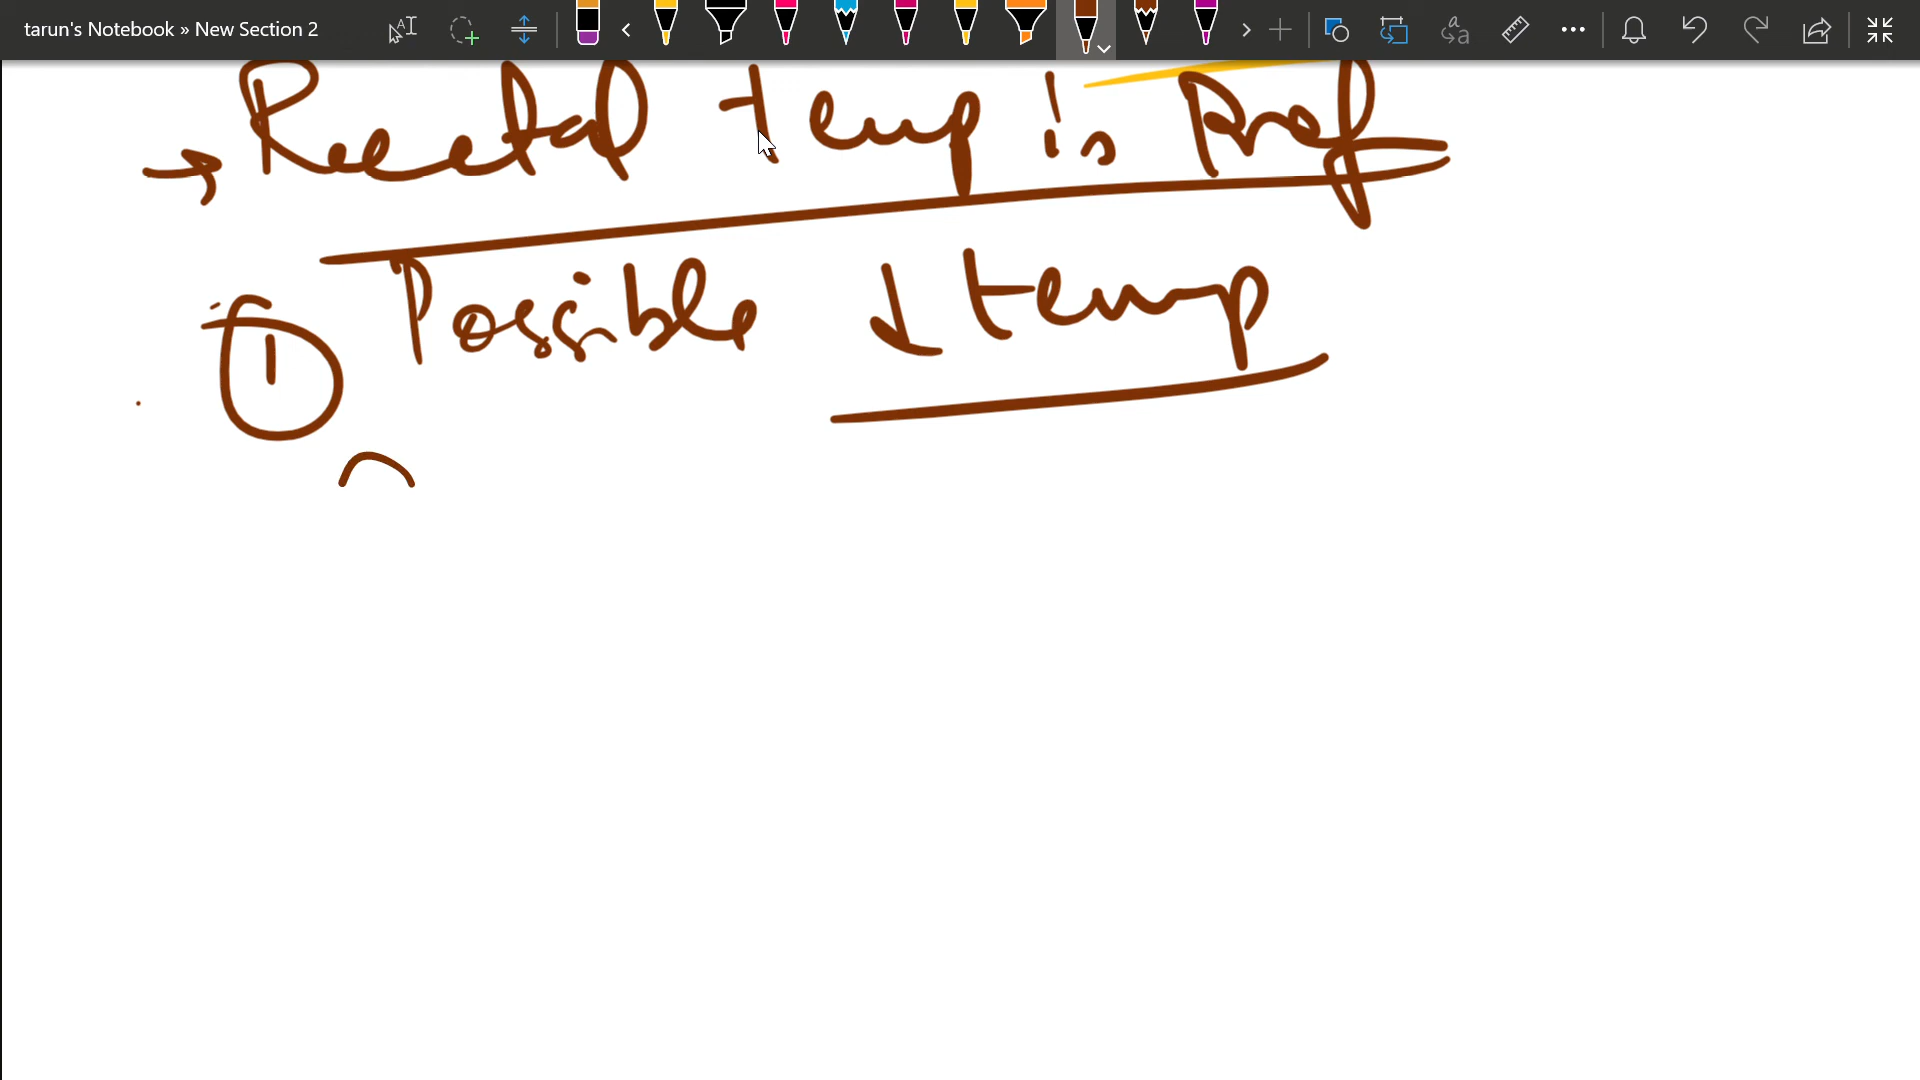 tarun's Notebook » New Section 2
→ Rectal temp is Pref
① Possible ↓ temp